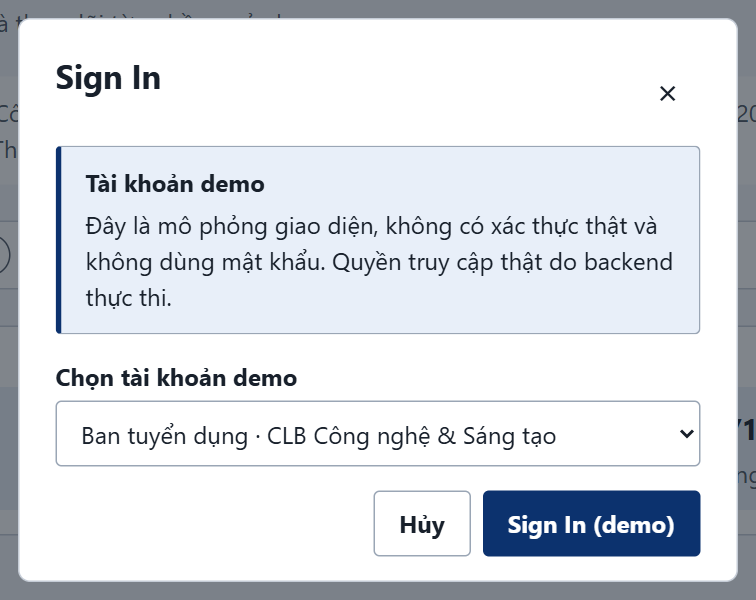 Sign In
×
Tài khoản demo
Đây là mô phỏng giao diện, không có xác thực thật và
không dùng mật khẩu. Quyền truy cập thật do backend
thực thi.
Chọn tài khoản demo
Ban tuyển dụng · CLB Công nghệ & Sáng tạo
Hủy
Sign In (demo)